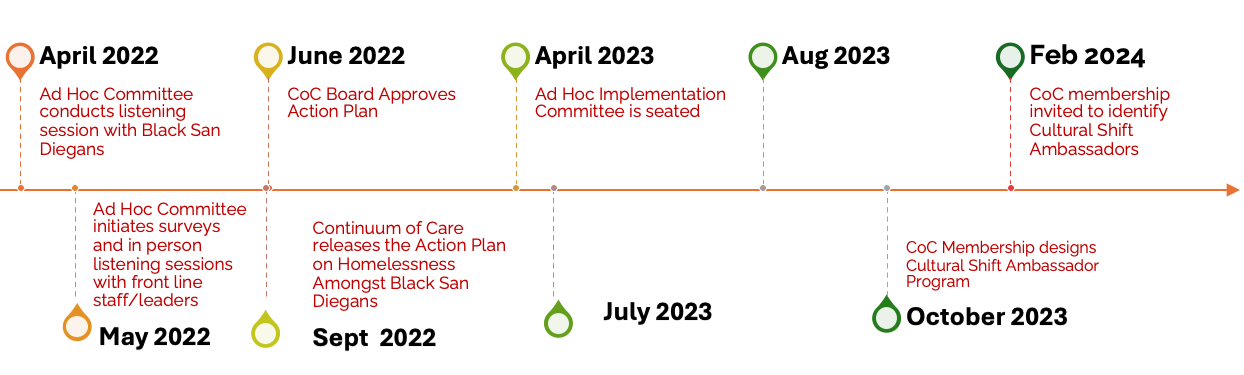 April 2022
Ad Hoc Committee
conducts listening
session with Black San
Diegans
June 2022
CoC Board Approves
Action Plan
April 2023
Ad Hoc Implementation
Committee is seated
Aug 2023
Feb 2024
CoC membership
invited to identify
Cultural Shift
Ambassadors
Ad Hoc Committee
initiates surveys
and in person
listening sessions
with front line
staff/leaders
May 2022
Continuum of Care
releases the Action Plan
on Homelessness
Amongst Black San
Diegans
Sept 2022
July 2023
CoC Membership designs
Cultural Shift Ambassador
Program
October 2023